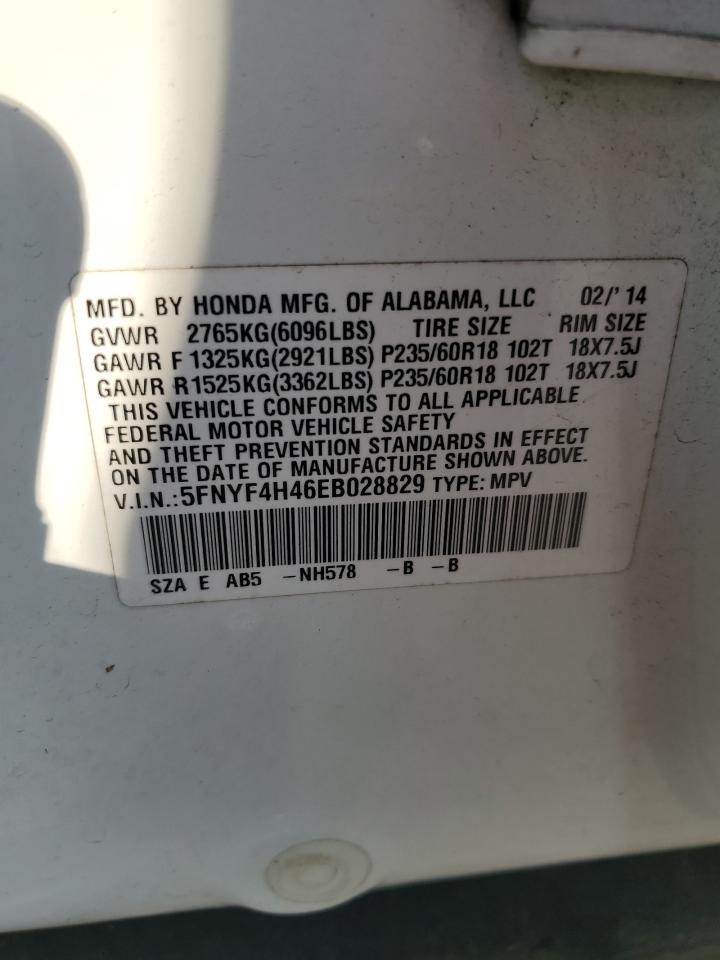 MFD. BY HONDA MFG. OF ALABAMA, LLC 02/'14
GVWR 2765KG(6096LBS) TIRE SIZE RIM SIZE
GAWR F 1325KG(2921LBS) P235/60R18 102T 18X7.5J
GAWR R1525KG(3362LBS) P235/60R18 102T 18X7.5J
THIS VEHICLE CONFORMS TO ALL APPLICABLE
FEDERAL MOTOR VEHICLE SAFETY
AND THEFT PREVENTION STANDARDS IN EFFECT
ON THE DATE OF MANUFACTURE SHOWN ABOVE.
V.I.N.:5FNYF4H46EB028829 TYPE: MPV
SZA E AB5 -NH578 -B -B